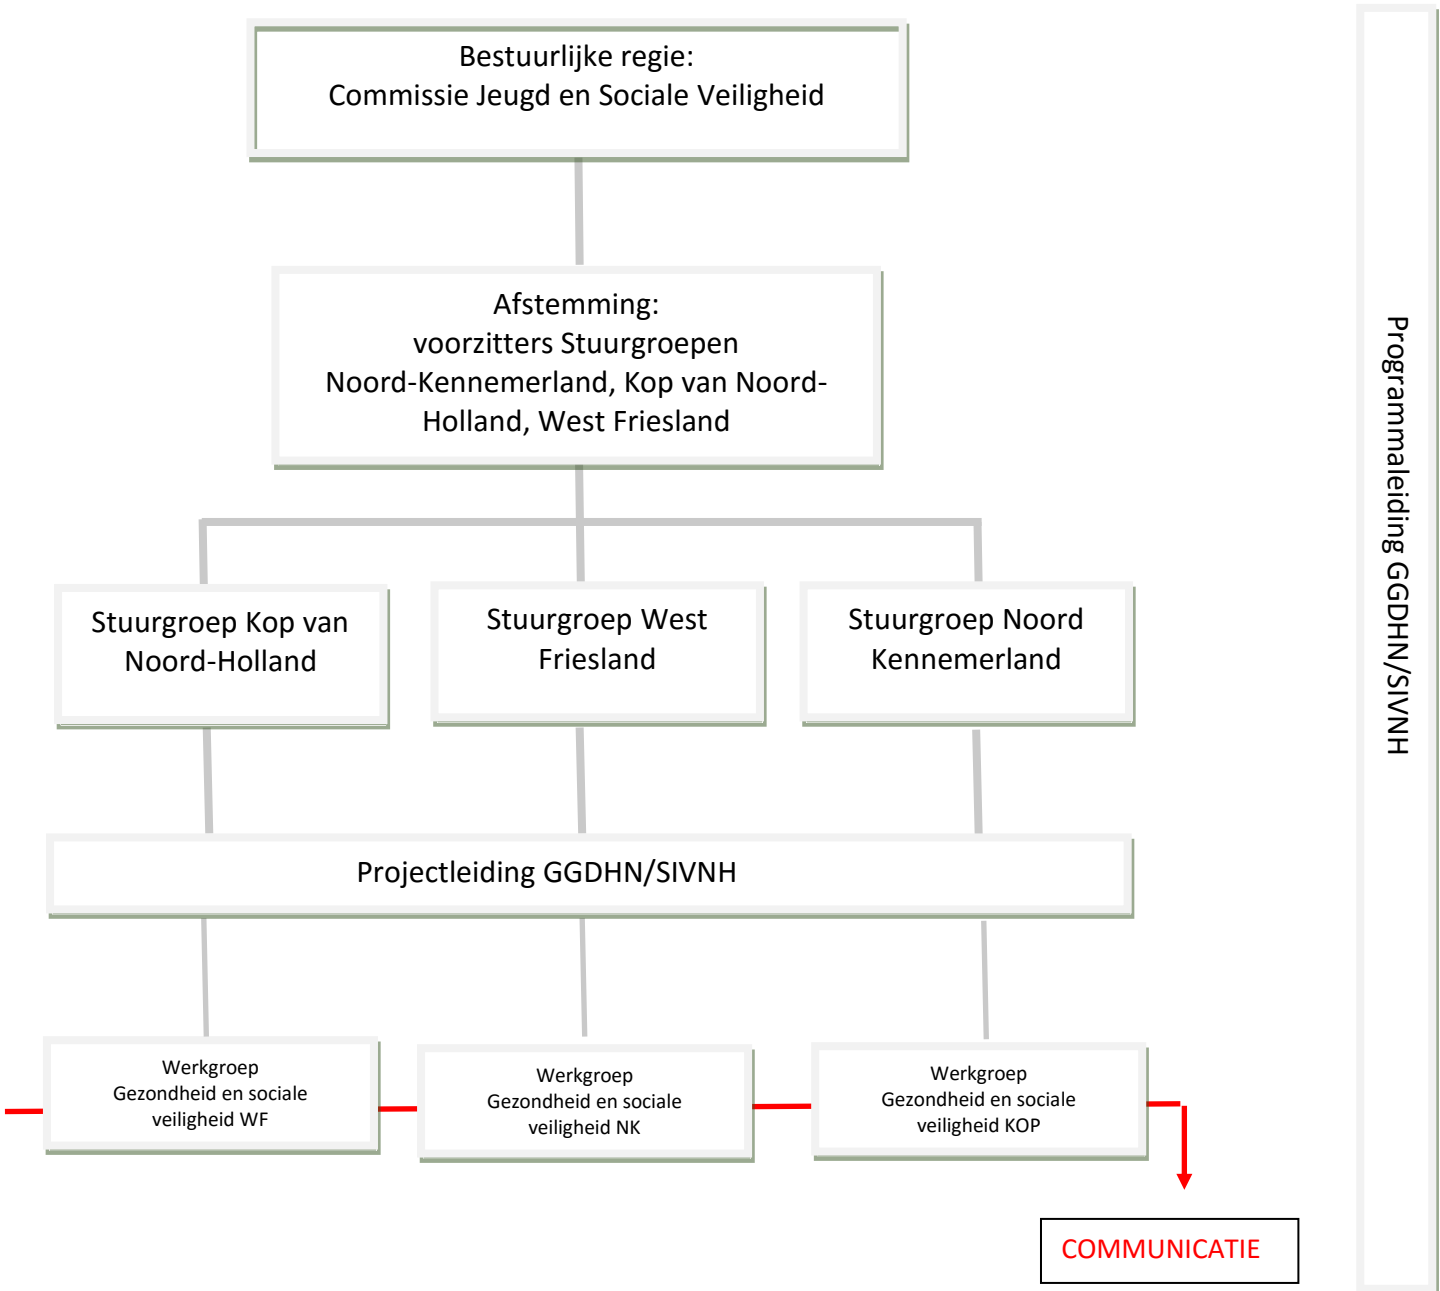 Bestuurlijke regie:
Commissie Jeugd en Sociale Veiligheid
Afstemming:
voorzitters Stuurgroepen
Noord-Kennemerland, Kop van Noord-
Holland, West Friesland
Stuurgroep Kop van
Noord-Holland
Stuurgroep West
Friesland
Stuurgroep Noord
Kennemerland
Projectleiding GGDHN/SIVNH
Werkgroep
Gezondheid en sociale
veiligheid WF
Werkgroep
Gezondheid en sociale
veiligheid NK
Werkgroep
Gezondheid en sociale
veiligheid KOP
COMMUNICATIE
Programmaleiding GGDHN/SIVNH